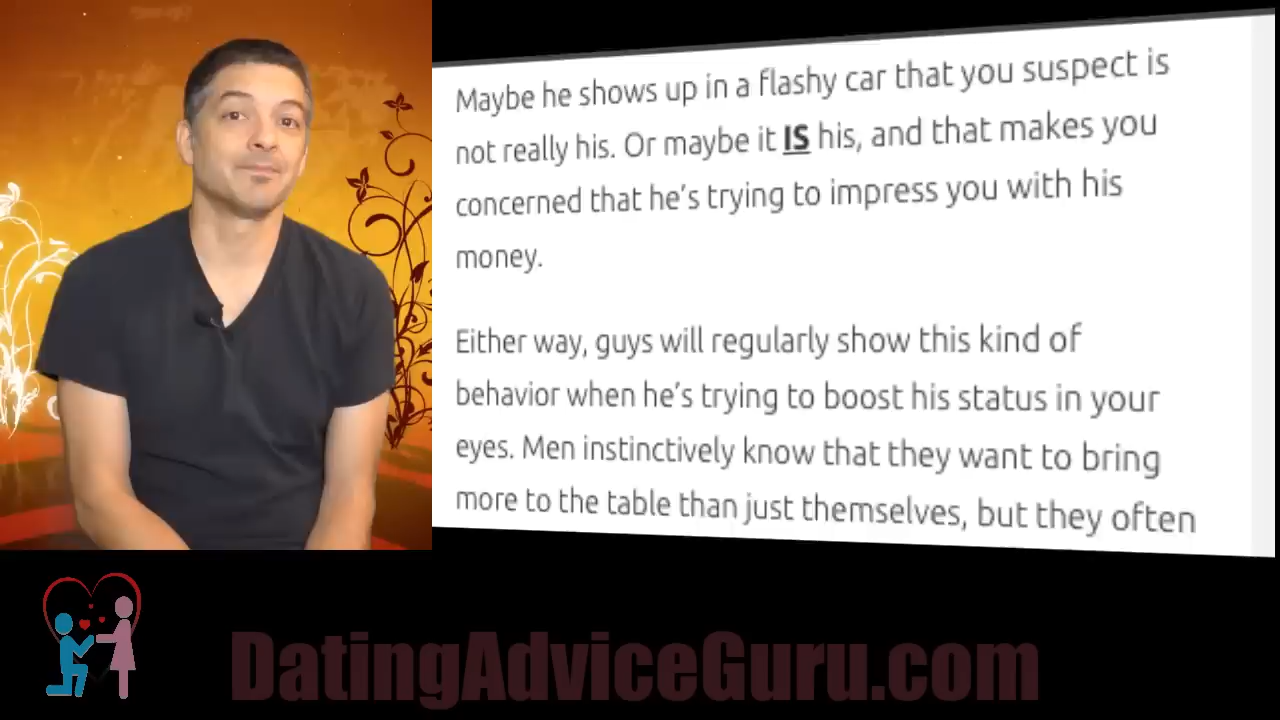 Maybe he shows up in a flashy car that you suspect is
not really his. Or maybe it IS his, and that makes you
concerned that he's trying to impress you with his
money.
Either way, guys will regularly show this kind of
behavior when he's trying to boost his status in your
eyes. Men instinctively know that they want to bring
more to the table than just themselves, but they often
DatingAdviceGuru.com